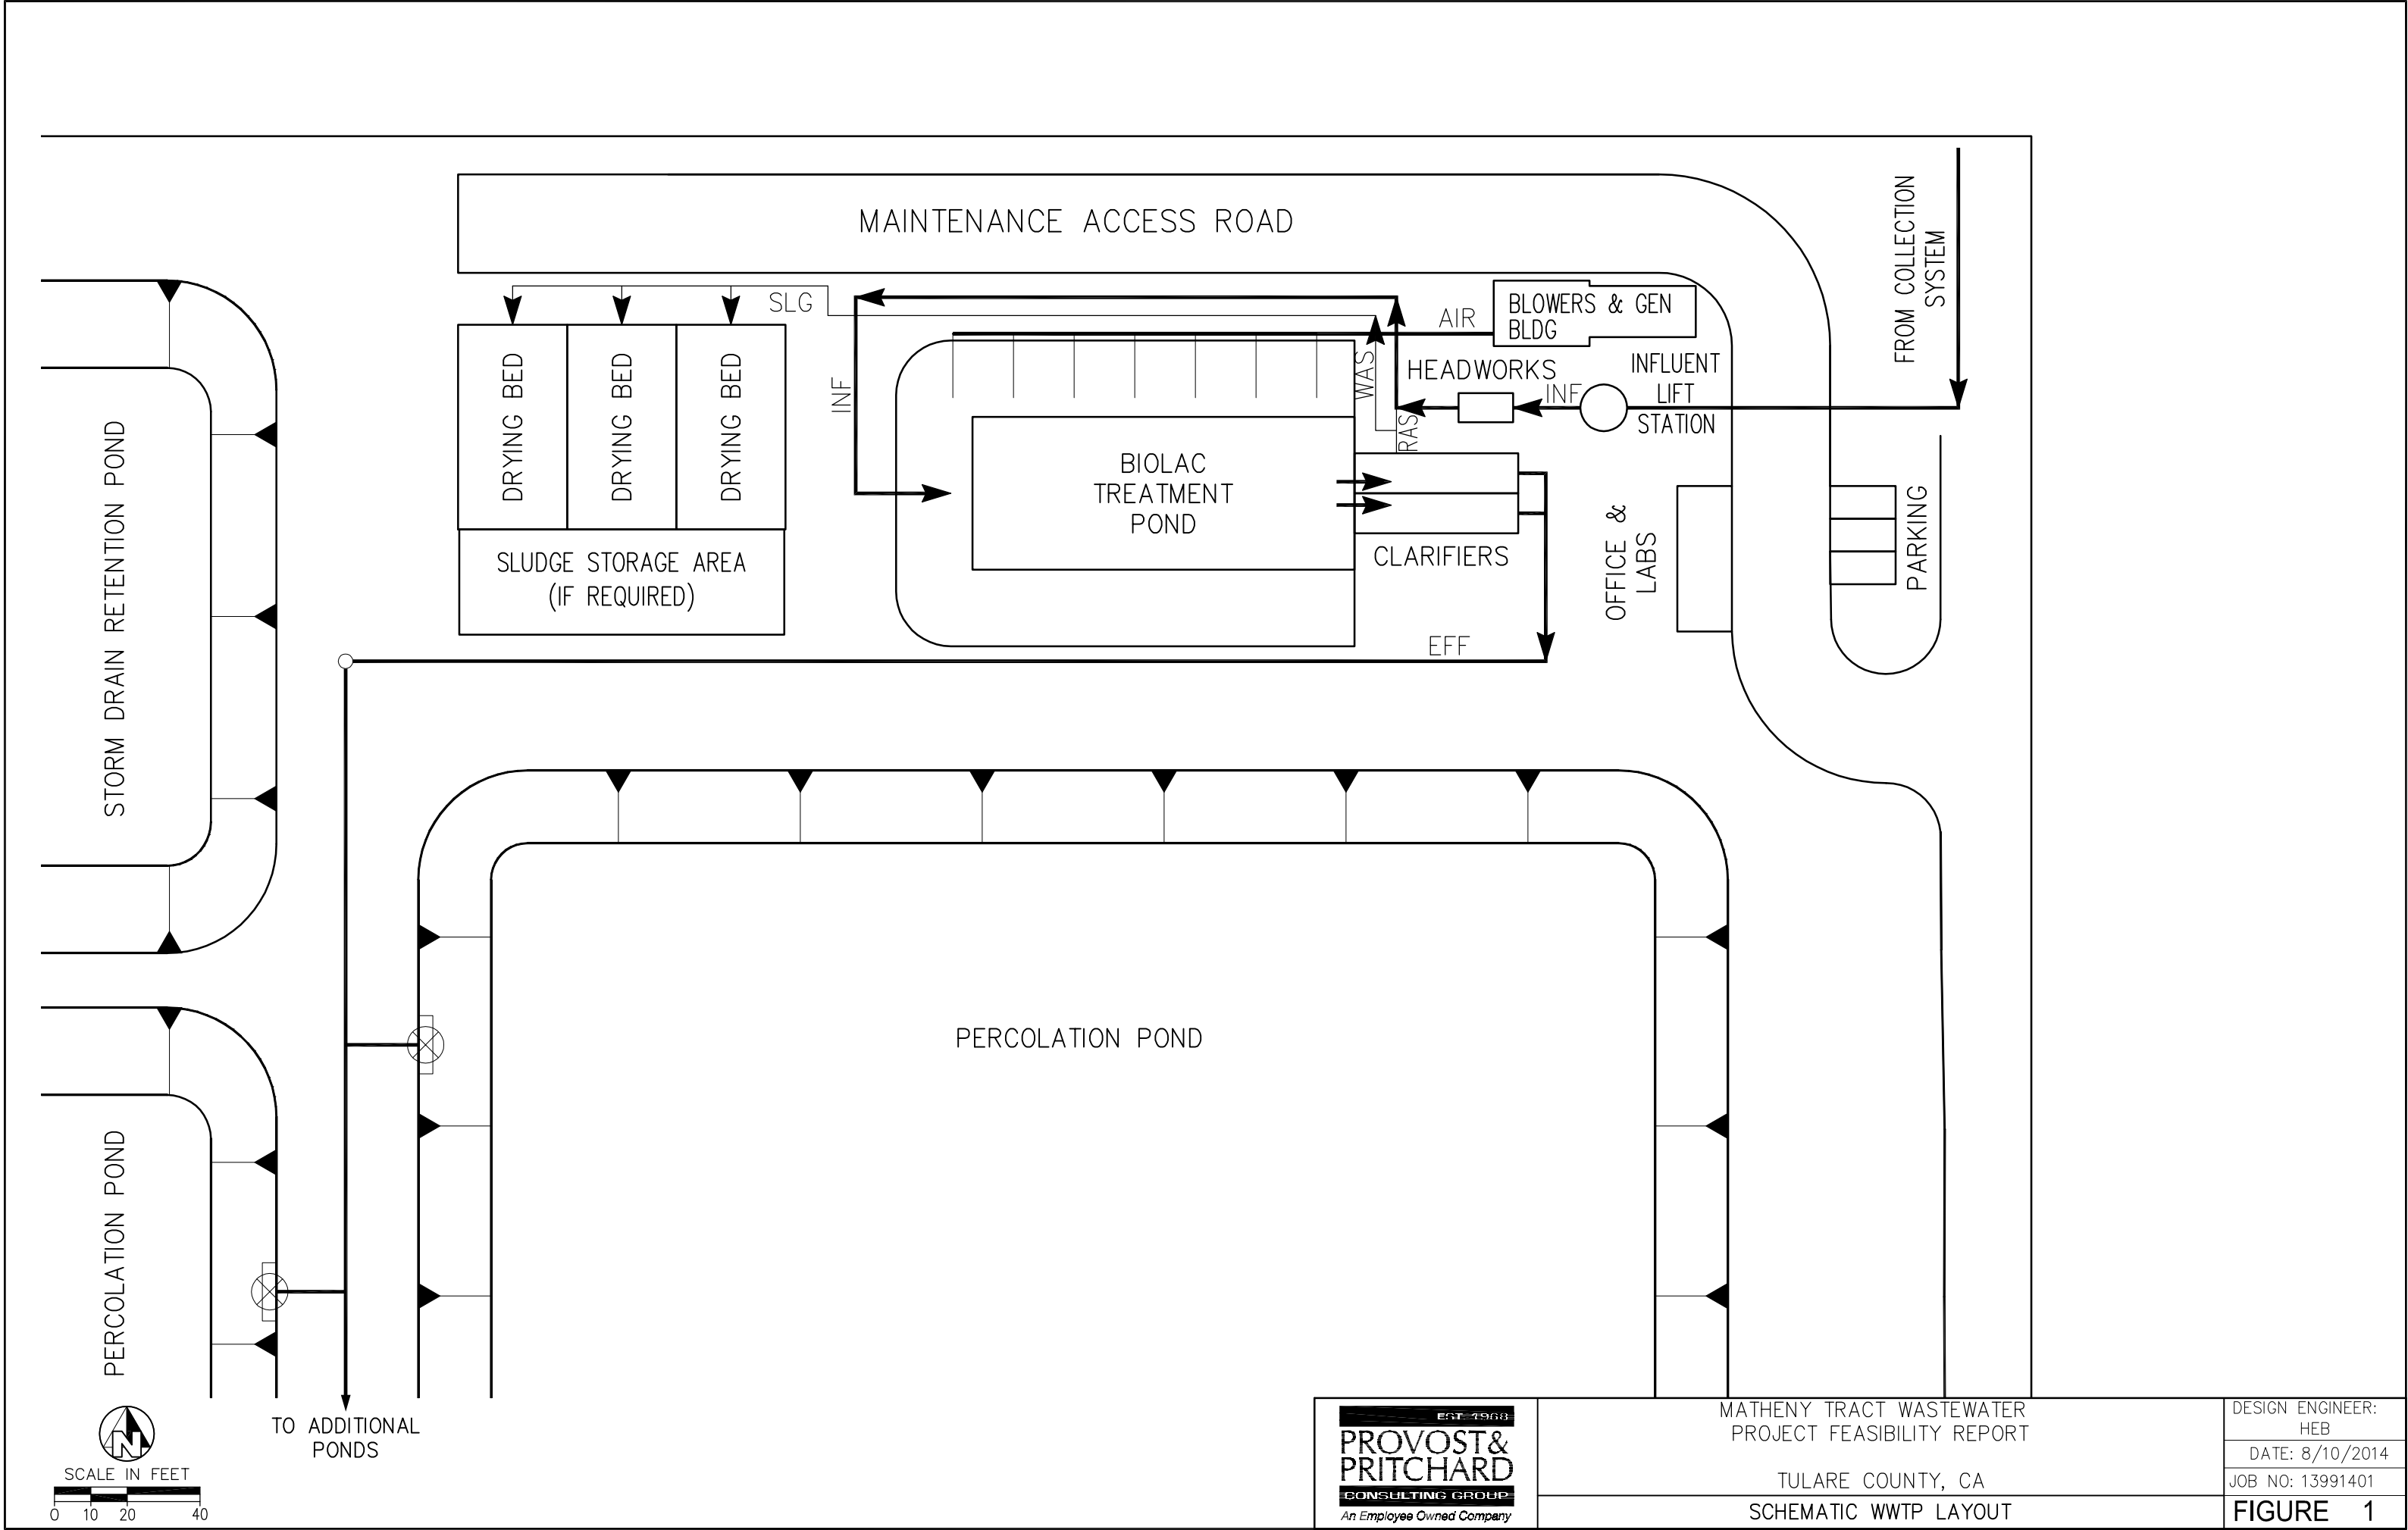 MAINTENANCE ACCESS ROAD
FROM COLLECTION
SYSTEM
SLG
AIR
BLOWERS & GEN
BLDG
INF
WAS
HEADWORKS
INF
INFLUENT
LIFT
STATION
RAS
DRYING BED
DRYING BED
DRYING BED
BIOLAC
TREATMENT
POND
CLARIFIERS
OFFICE &
LABS
PARKING
SLUDGE STORAGE AREA
(IF REQUIRED)
EFF
STORM DRAIN RETENTION POND
PERCOLATION POND
PERCOLATION POND
TO ADDITIONAL
PONDS
N
SCALE IN FEET
0 10 20 40
EST 1968
PROVOST&
PRITCHARD
CONSULTING GROUP
An Employee Owned Company
MATHENY TRACT WASTEWATER
PROJECT FEASIBILITY REPORT
TULARE COUNTY, CA
SCHEMATIC WWTP LAYOUT
DESIGN ENGINEER:
HEB
DATE: 8/10/2014
JOB NO: 13991401
FIGURE 1